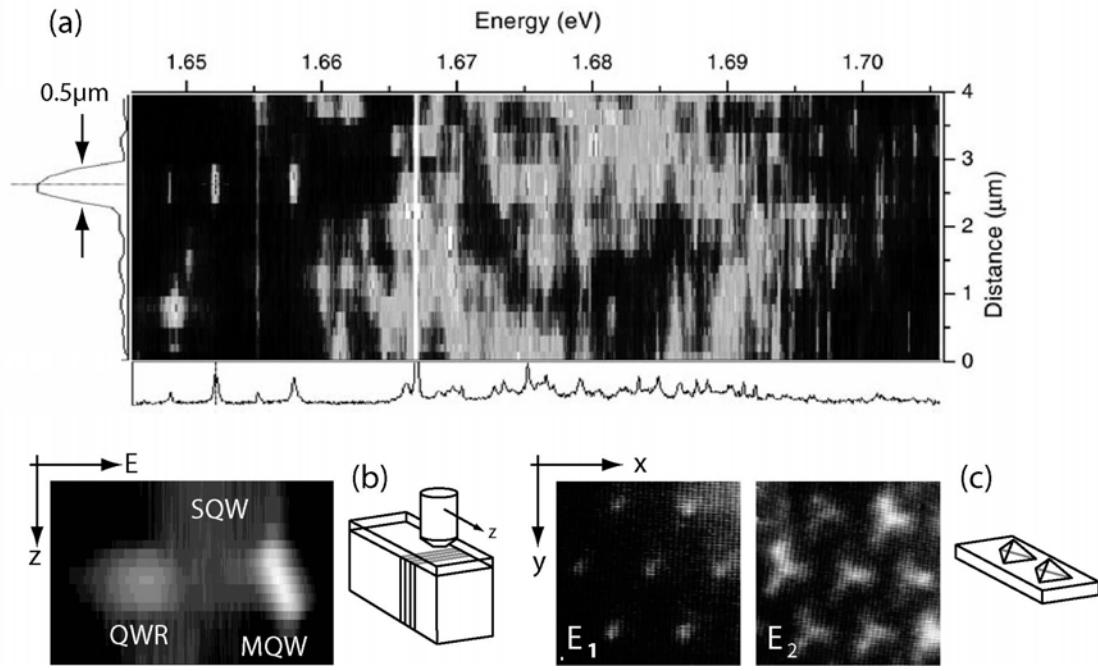 (a)
Energy (eV)
1.65 1.66 1.67 1.68 1.69 1.70
0.5μm
4
3
2
1
0
Distance (μm)
E
z
SQW
QWR
MQW
(b)
z
x
y
E1
E2
(c)